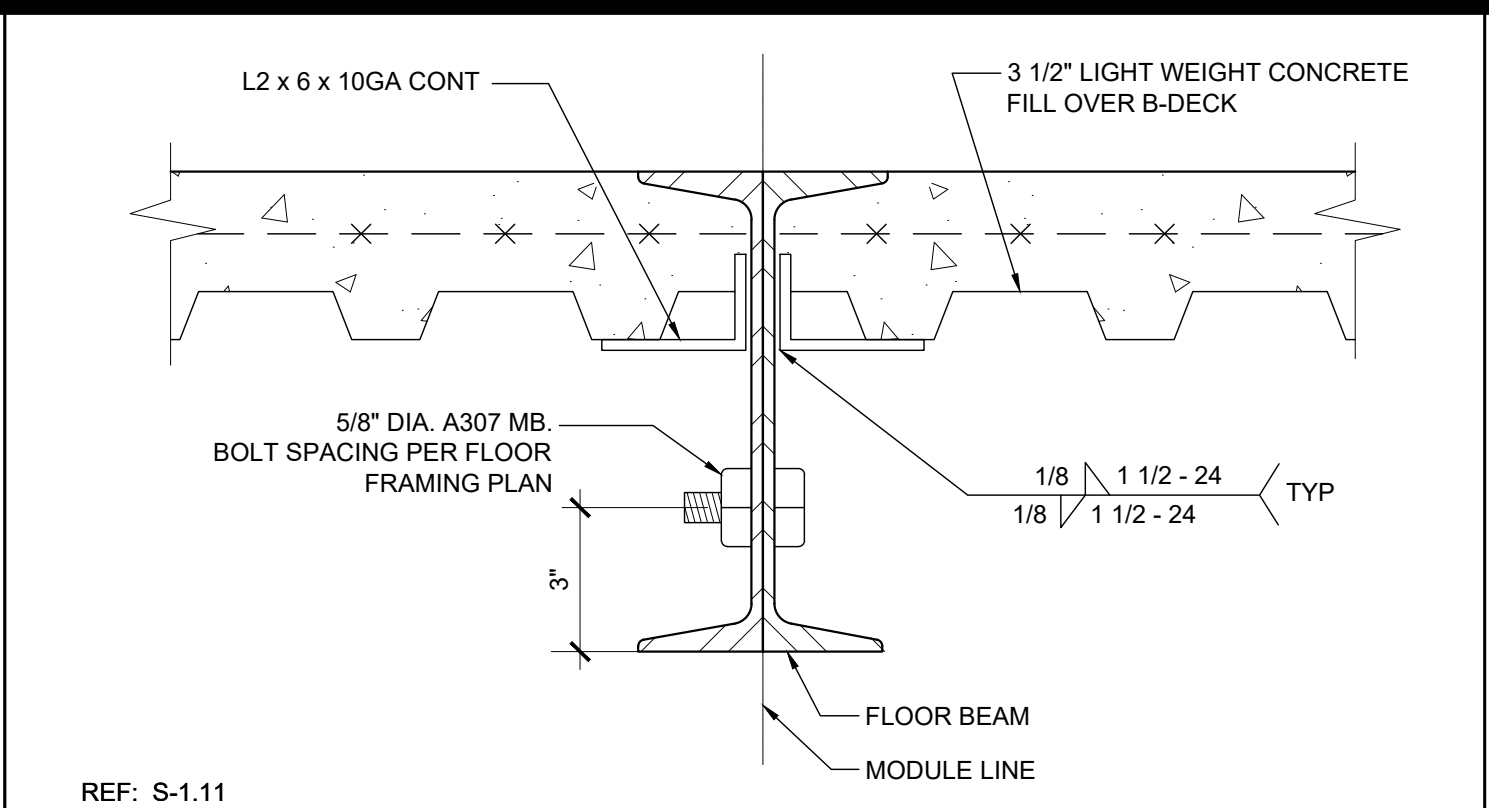 L2 x 6 x 10GA CONT
3 1/2" LIGHT WEIGHT CONCRETE
FILL OVER B-DECK
5/8" DIA. A307 MB.
BOLT SPACING PER FLOOR
FRAMING PLAN
1/8 1 1/2 - 24
TYP
1/8 1 1/2 - 24
3"
FLOOR BEAM
MODULE LINE
REF: S-1.11